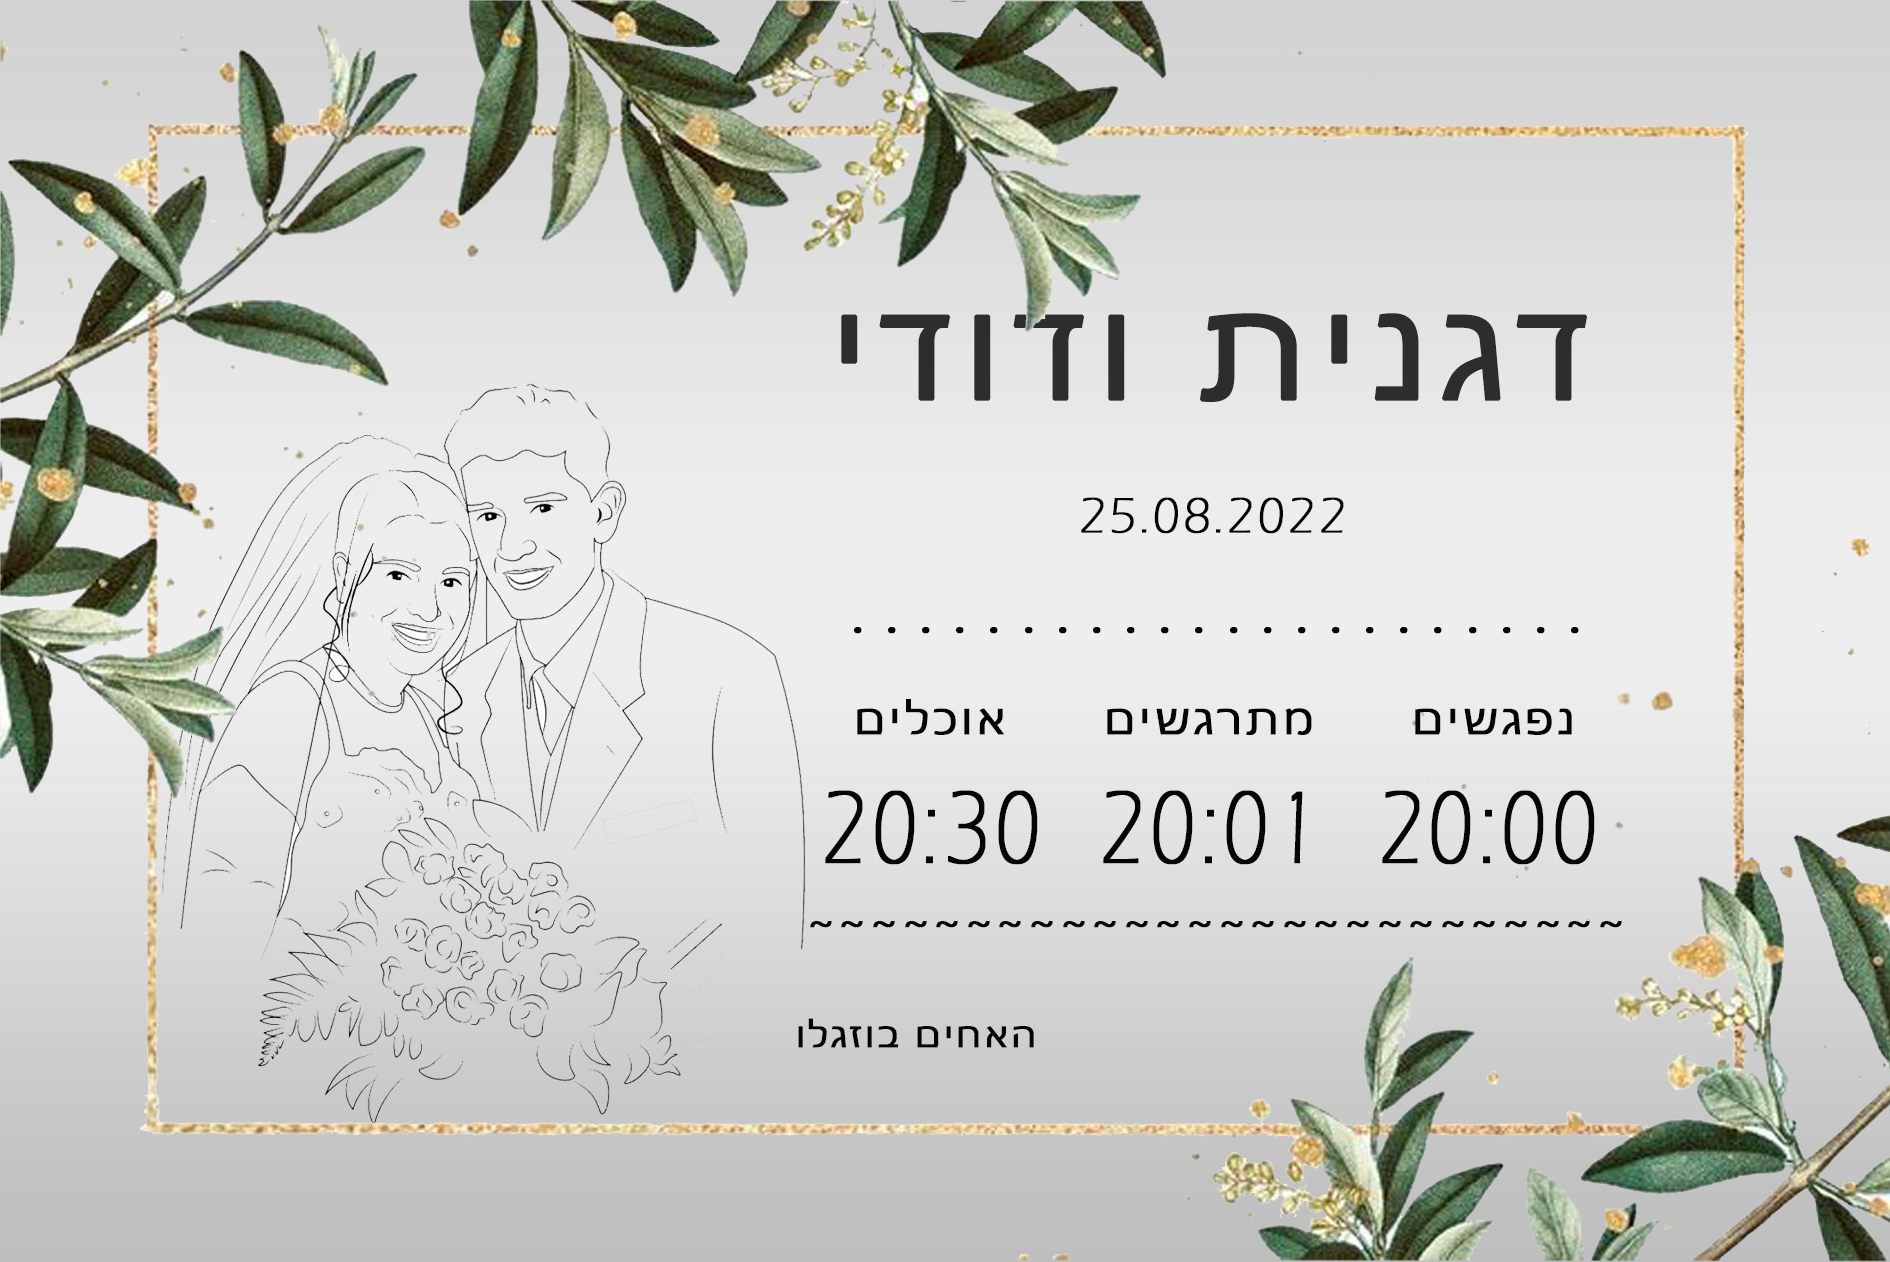 דגנית ודודי
25.08.2022
. . . . . . . . . . . . . . . . . . . . . .
נפגשים מתרגשים אוכלים
20:00 20:01 20:30
~~~~~~~~~~~~~~~~~~~~~~~~~~
האחים בוזגלו